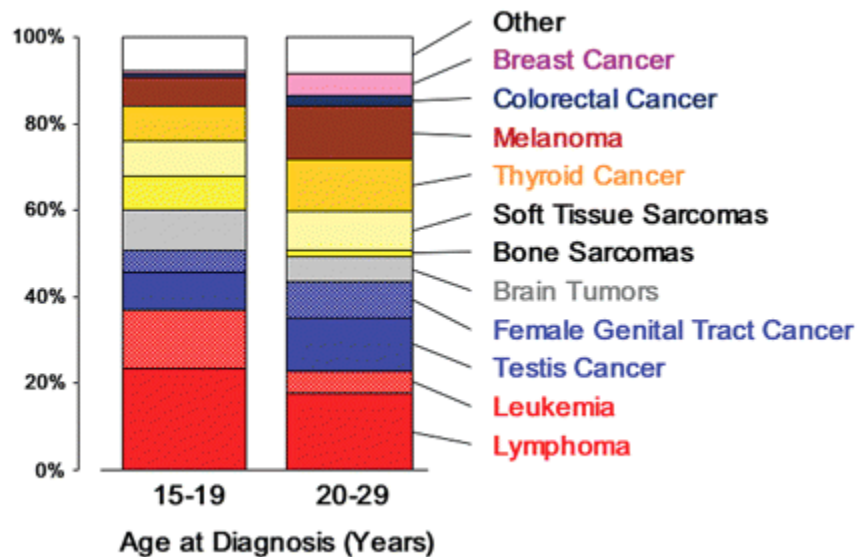 100%
80%
60%
40%
20%
0%
Other
Breast Cancer
Colorectal Cancer
Melanoma
Thyroid Cancer
Soft Tissue Sarcomas
Bone Sarcomas
Brain Tumors
Female Genital Tract Cancer
Testis Cancer
Leukemia
Lymphoma
15-19 20-29
Age at Diagnosis (Years)